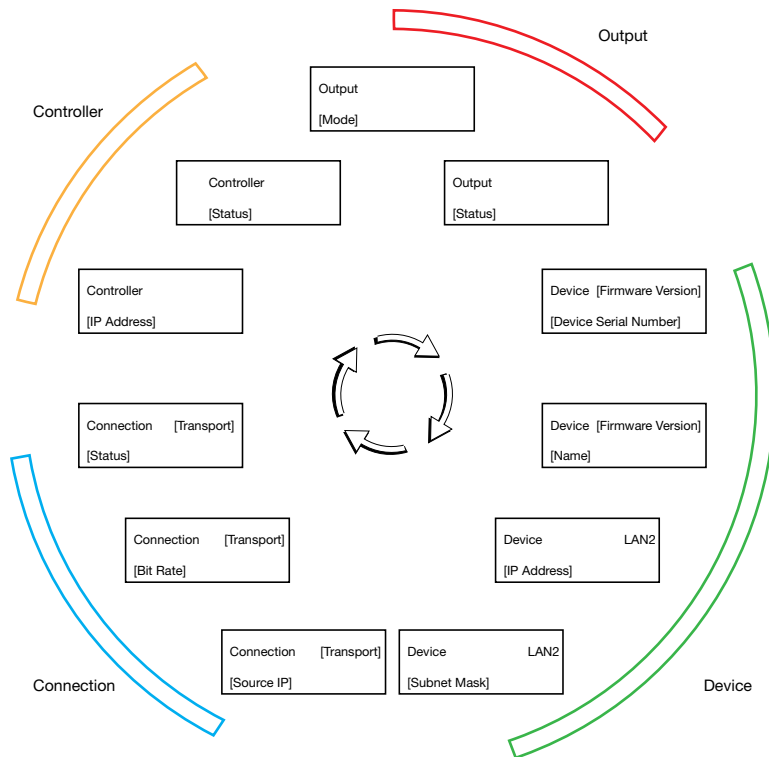 Output
Controller
Output
[Mode]
Controller
[Status]
Output
[Status]
Controller
[IP Address]
Device [Firmware Version]
[Device Serial Number]
Connection [Transport]
[Status]
Device [Firmware Version]
[Name]
Connection [Transport]
[Bit Rate]
Device LAN2
[IP Address]
Connection [Transport]
[Source IP]
Device LAN2
[Subnet Mask]
Connection
Device